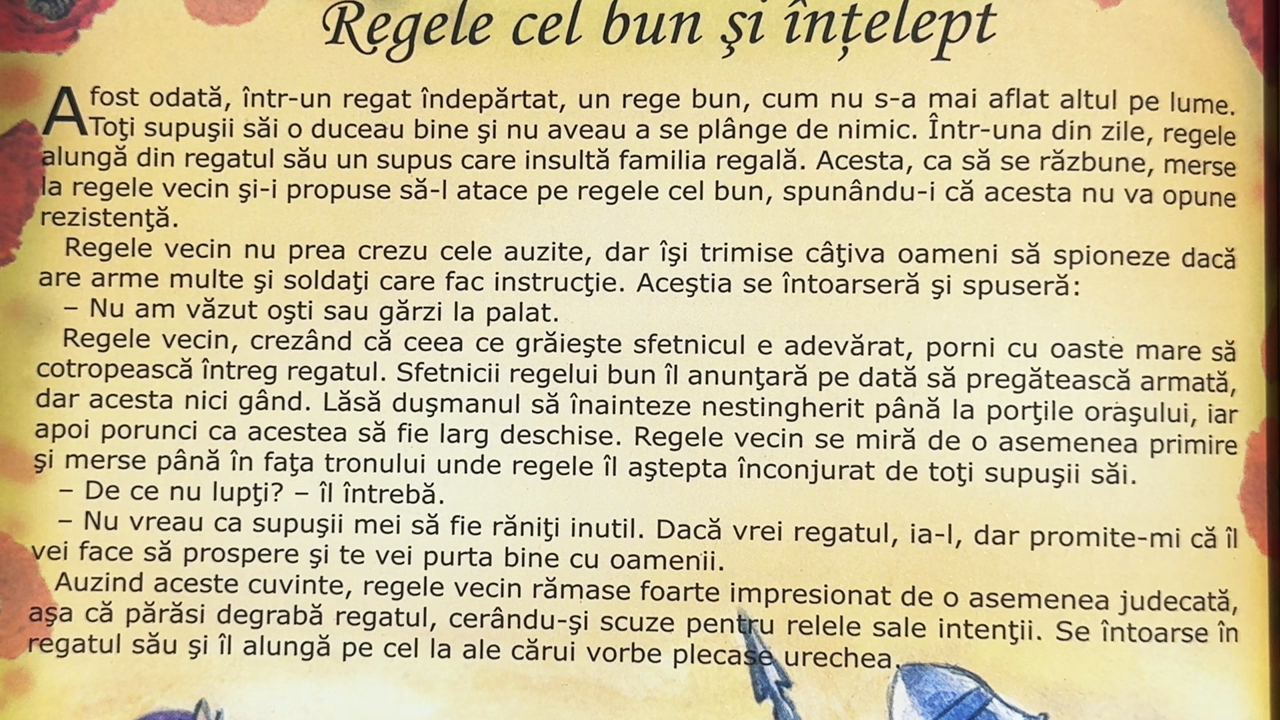 Regele cel bun şi înţelept
A fost odată, într-un regat îndepărtat, un rege bun, cum nu s-a mai aflat altul pe lume.
Toţi supuşii săi o duceau bine şi nu aveau a se plânge de nimic. Într-una din zile, regele
alungă din regatul său un supus care insultă familia regală. Acesta, ca să se răzbune, merse
la regele vecin şi-i propuse să-l atace pe regele cel bun, spunându-i că acesta nu va opune
rezistenţă.
Regele vecin nu prea crezu cele auzite, dar îşi trimise câţiva oameni să spioneze dacă
are arme multe şi soldaţi care fac instrucţie. Aceştia se întoarseră şi spuseră:
– Nu am văzut oşti sau gărzi la palat.
Regele vecin, crezând că ceea ce grăieşte sfetnicul e adevărat, porni cu oaste mare să
cotropească întreg regatul. Sfetnicii regelui bun îl anunţară pe dată să pregătească armată,
dar acesta nici gând. Lăsă duşmanul să înainteze nestingherit până la porţile oraşului, iar
apoi porunci ca acestea să fie larg deschise. Regele vecin se miră de o asemenea primire
şi merse până în faţa tronului unde regele îl aştepta înconjurat de toţi supuşii săi.
– De ce nu lupţi? – îl întrebă.
– Nu vreau ca supuşii mei să fie răniţi inutil. Dacă vrei regatul, ia-l, dar promite-mi că îl
vei face să prospere şi te vei purta bine cu oamenii.
Auzind aceste cuvinte, regele vecin rămase foarte impresionat de o asemenea judecată,
aşa că părăsi degrabă regatul, cerându-şi scuze pentru relele sale intenţii. Se întoarse în
regatul său şi îl alungă pe cel la ale cărui vorbe plecase urechea.